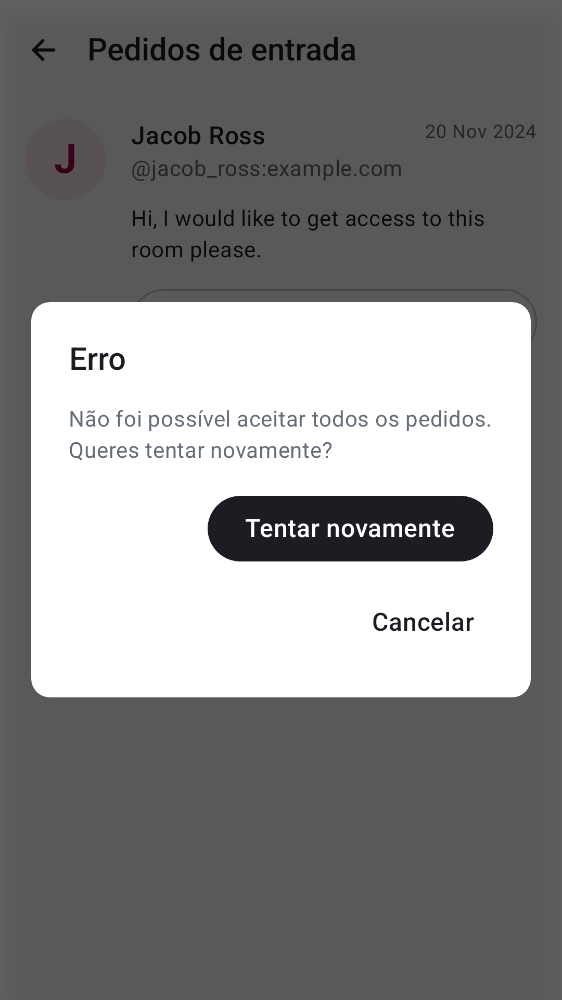 Pedidos de entrada
J
Jacob Ross
20 Nov 2024
@jacob_ross:example.com
Hi, I would like to get access to this
room please.
Erro
Não foi possível aceitar todos os pedidos.
Queres tentar novamente?
Tentar novamente
Cancelar